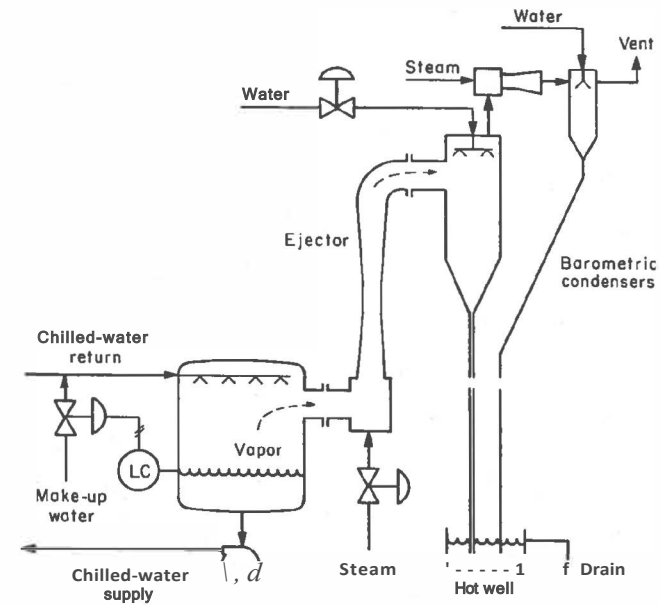 Water
Vent
Steam
Water
Ejector
Barometric
condensers
Chilled-water
return
Vapor
LC
Make-up
water
Chilled-water
supply
\ , d
Steam
' - - - - - 1
f Drain
Hot well